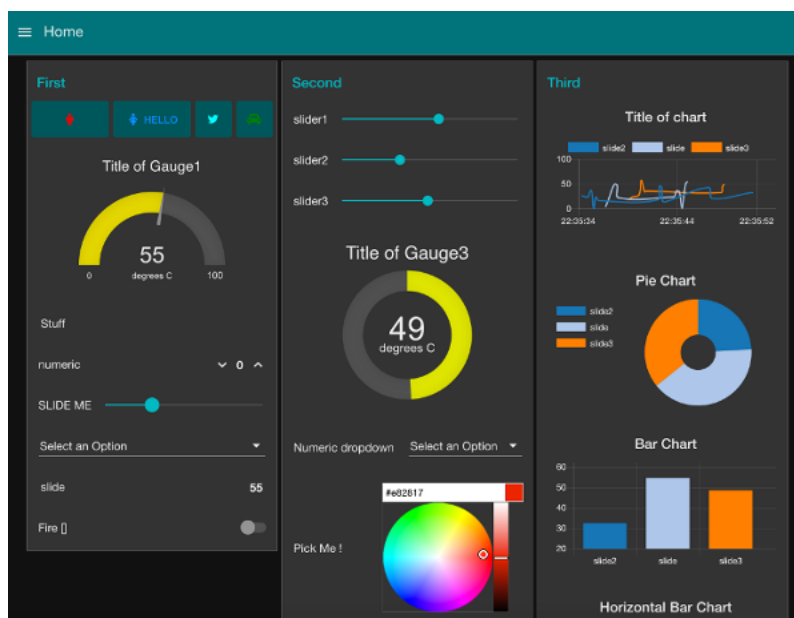 Home
First
HELLO
Title of Gauge1
55
degrees C
0
100
Stuff
numeric
0
SLIDE ME
Select an Option
slide
55
Fire []
Second
slider1
slider2
slider3
Title of Gauge3
49
degrees C
Numeric dropdown
Select an Option
#e82817
Pick Me !
Third
Title of chart
slide2 slide slide3
100
50
0
22:35:34 22:35:44 22:35:52
Pie Chart
slide2
slide
slide3
Bar Chart
60
50
40
30
20
slide2 slide slide3
Horizontal Bar Chart